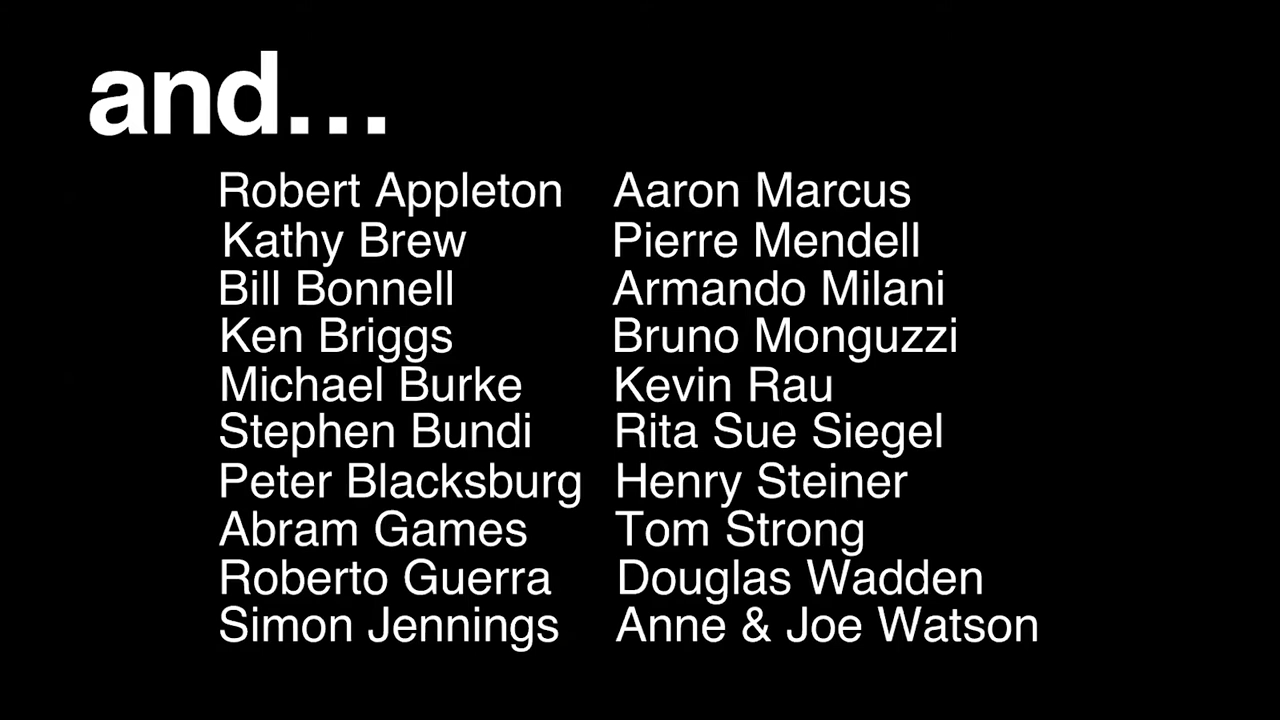 and...
Robert Appleton
Kathy Brew
Bill Bonnell
Ken Briggs
Michael Burke
Stephen Bundi
Peter Blacksburg
Abram Games
Roberto Guerra
Simon Jennings
Aaron Marcus
Pierre Mendell
Armando Milani
Bruno Monguzzi
Kevin Rau
Rita Sue Siegel
Henry Steiner
Tom Strong
Douglas Wadden
Anne & Joe Watson